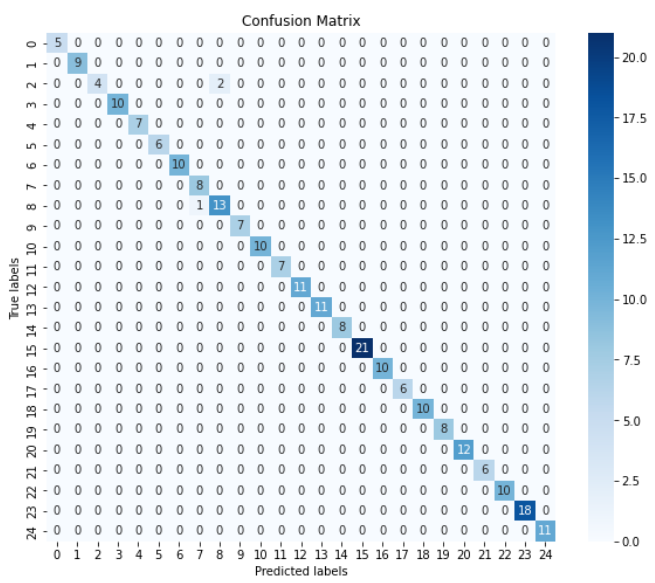 Confusion Matrix
0 5 0 0 0 0 0 0 0 0 0 0 0 0 0 0 0 0 0 0 0 0 0 0 0 0
1 0 9 0 0 0 0 0 0 0 0 0 0 0 0 0 0 0 0 0 0 0 0 0 0 0
2 0 0 4 0 0 0 0 0 2 0 0 0 0 0 0 0 0 0 0 0 0 0 0 0 0
3 0 0 0 10 0 0 0 0 0 0 0 0 0 0 0 0 0 0 0 0 0 0 0 0 0
4 0 0 0 0 7 0 0 0 0 0 0 0 0 0 0 0 0 0 0 0 0 0 0 0 0
5 0 0 0 0 0 6 0 0 0 0 0 0 0 0 0 0 0 0 0 0 0 0 0 0 0
6 0 0 0 0 0 0 10 0 0 0 0 0 0 0 0 0 0 0 0 0 0 0 0 0 0
7 0 0 0 0 0 0 0 8 0 0 0 0 0 0 0 0 0 0 0 0 0 0 0 0 0
8 0 0 0 0 0 0 0 1 13 0 0 0 0 0 0 0 0 0 0 0 0 0 0 0 0
9 0 0 0 0 0 0 0 0 0 7 0 0 0 0 0 0 0 0 0 0 0 0 0 0 0
10 0 0 0 0 0 0 0 0 0 0 10 0 0 0 0 0 0 0 0 0 0 0 0 0 0
11 0 0 0 0 0 0 0 0 0 0 0 7 0 0 0 0 0 0 0 0 0 0 0 0 0
12 0 0 0 0 0 0 0 0 0 0 0 0 11 0 0 0 0 0 0 0 0 0 0 0 0
13 0 0 0 0 0 0 0 0 0 0 0 0 0 11 0 0 0 0 0 0 0 0 0 0 0
14 0 0 0 0 0 0 0 0 0 0 0 0 0 0 8 0 0 0 0 0 0 0 0 0 0
15 0 0 0 0 0 0 0 0 0 0 0 0 0 0 0 21 0 0 0 0 0 0 0 0 0
16 0 0 0 0 0 0 0 0 0 0 0 0 0 0 0 0 10 0 0 0 0 0 0 0 0
17 0 0 0 0 0 0 0 0 0 0 0 0 0 0 0 0 0 6 0 0 0 0 0 0 0
18 0 0 0 0 0 0 0 0 0 0 0 0 0 0 0 0 0 0 10 0 0 0 0 0 0
19 0 0 0 0 0 0 0 0 0 0 0 0 0 0 0 0 0 0 0 8 0 0 0 0 0
20 0 0 0 0 0 0 0 0 0 0 0 0 0 0 0 0 0 0 0 0 12 0 0 0 0
21 0 0 0 0 0 0 0 0 0 0 0 0 0 0 0 0 0 0 0 0 0 6 0 0 0
22 0 0 0 0 0 0 0 0 0 0 0 0 0 0 0 0 0 0 0 0 0 0 10 0 0
23 0 0 0 0 0 0 0 0 0 0 0 0 0 0 0 0 0 0 0 0 0 0 0 18 0
24 0 0 0 0 0 0 0 0 0 0 0 0 0 0 0 0 0 0 0 0 0 0 0 0 11
0 1 2 3 4 5 6 7 8 9 10 11 12 13 14 15 16 17 18 19 20 21 22 23 24
True labels
Predicted labels
20.0
17.5
15.0
12.5
10.0
7.5
5.0
2.5
0.0